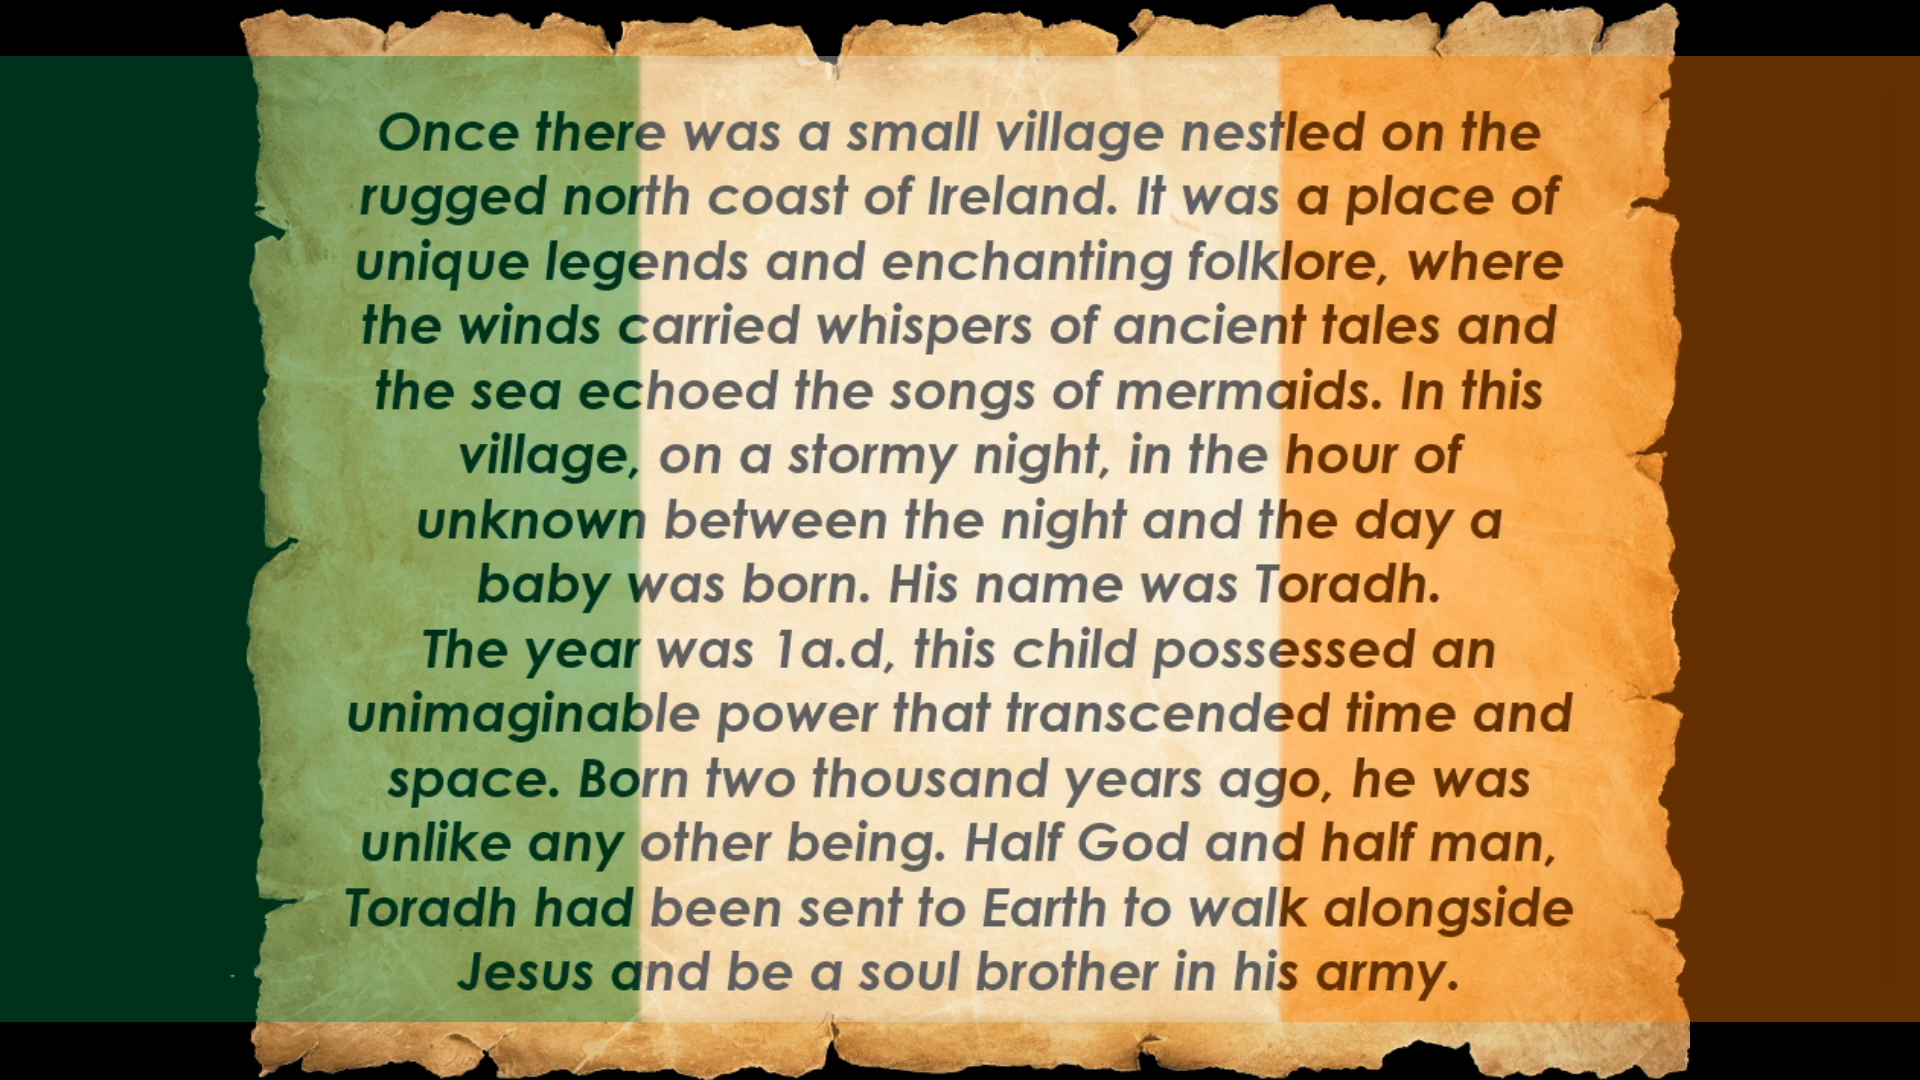 Once there was a small village nestled on the
rugged north coast of Ireland. It was a place of
unique legends and enchanting folklore, where
the winds carried whispers of ancient tales and
the sea echoed the songs of mermaids. In this
village, on a stormy night, in the hour of
unknown between the night and the day a
baby was born. His name was Toradh.
The year was 1a.d, this child possessed an
unimaginable power that transcended time and
space. Born two thousand years ago, he was
unlike any other being. Half God and half man,
Toradh had been sent to Earth to walk alongside
Jesus and be a soul brother in his army.